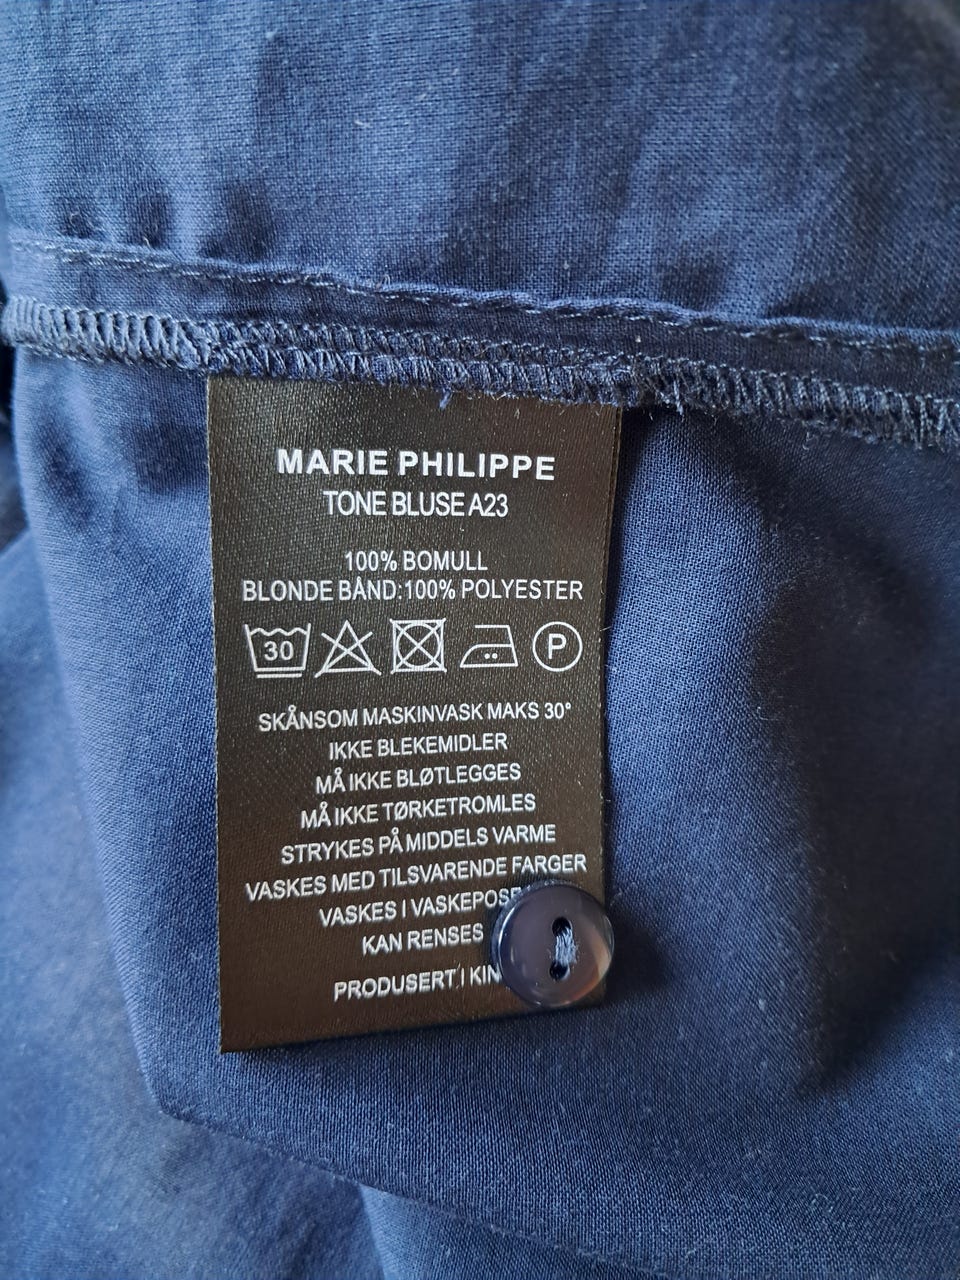 MARIE PHILIPPE
TONE BLUSE A23
100% BOMULL
BLONDE BÅND:100% POLYESTER
30 P
SKÅNSOM MASKINVASK MAKS 30°
IKKE BLEKEMIDLER
MÅ IKKE BLØTLEGGES
MÅ IKKE TØRKETROMLES
STRYKES PÅ MIDDELS VARME
VASKES MED TILSVARENDE FARGER
VASKES I VASKEPOSE
KAN RENSES
PRODUSERT I